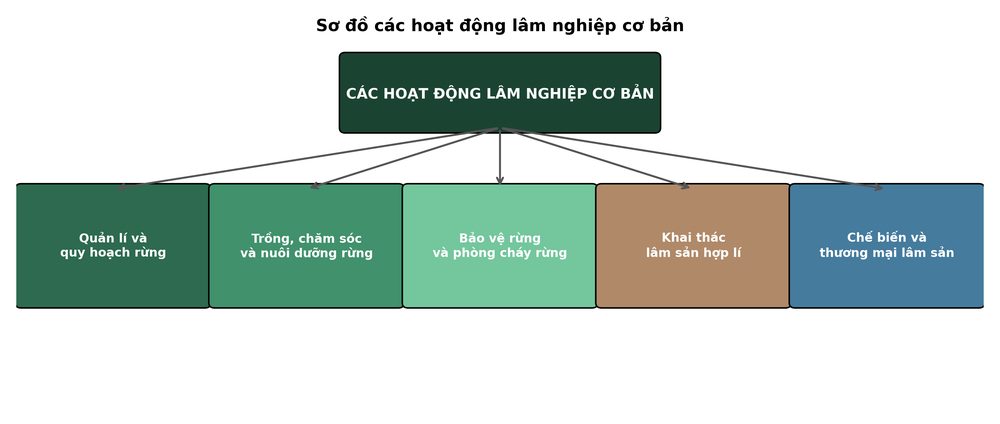 Sơ đồ các hoạt động lâm nghiệp cơ bản
CÁC HOẠT ĐỘNG LÂM NGHIỆP CƠ BẢN
Quản lí và
quy hoạch rừng
Trồng, chăm sóc
và nuôi dưỡng rừng
Bảo vệ rừng
và phòng cháy rừng
Khai thác
lâm sản hợp lí
Chế biến và
thương mại lâm sản